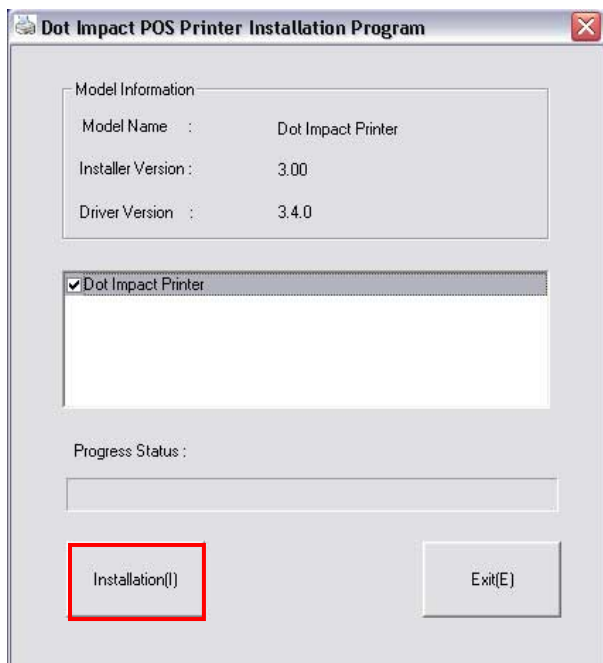 Dot Impact POS Printer Installation Program
Model Information
Model Name : Dot Impact Printer
Installer Version : 3.00
Driver Version : 3.4.0
Dot Impact Printer
Progress Status :
Installation(I) Exit(E)